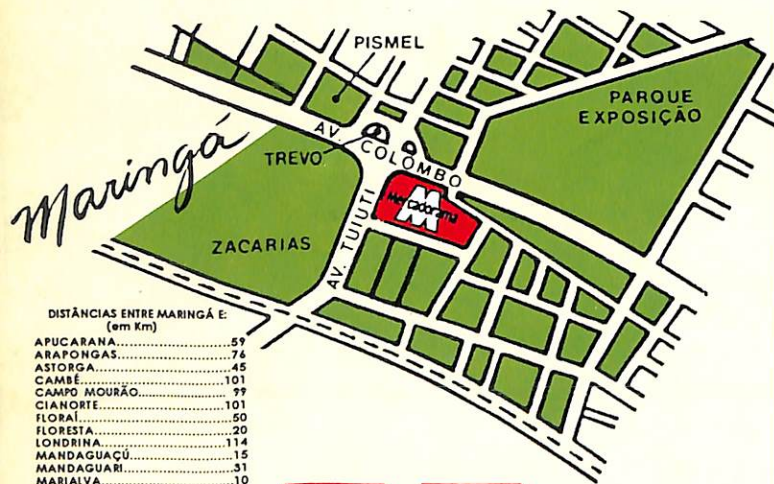 PISMEL
PARQUE
EXPOSIÇÃO
AV. COLOMBO
TREVO
Maringá
Mercadorama
ZACARIAS
AV. TUIUTI
DISTÂNCIAS ENTRE MARINGÁ E:
(em Km)
APUCARANA..............................59
ARAPONGAS..............................76
ASTORGA..............................45
CAMBÉ..............................101
CAMPO MOURÃO.............................. 99
CIANORTE..............................101
FLORAÍ..............................50
FLORESTA..............................20
LONDRINA..............................114
MANDAGUAÇÚ..............................15
MANDAGUARI..............................31
MARIALVA..............................10